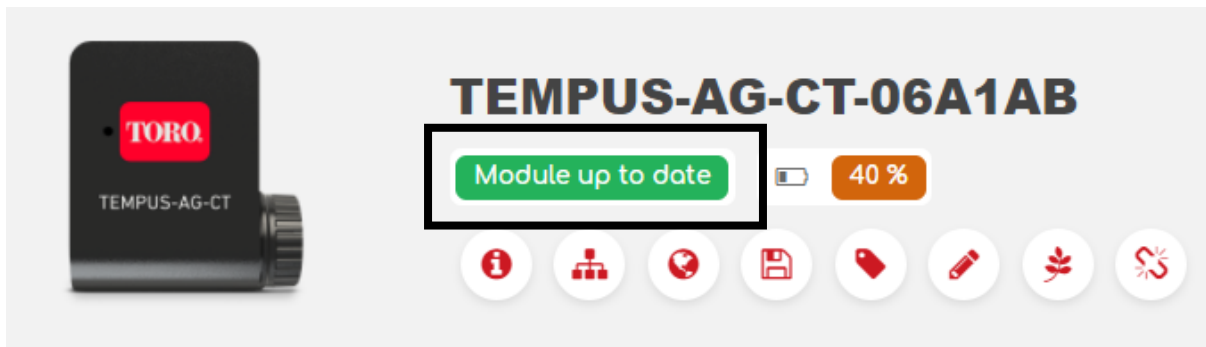 TORO.
TEMPUS-AG-CT
TEMPUS-AG-CT-06A1AB
Module up to date
40 %